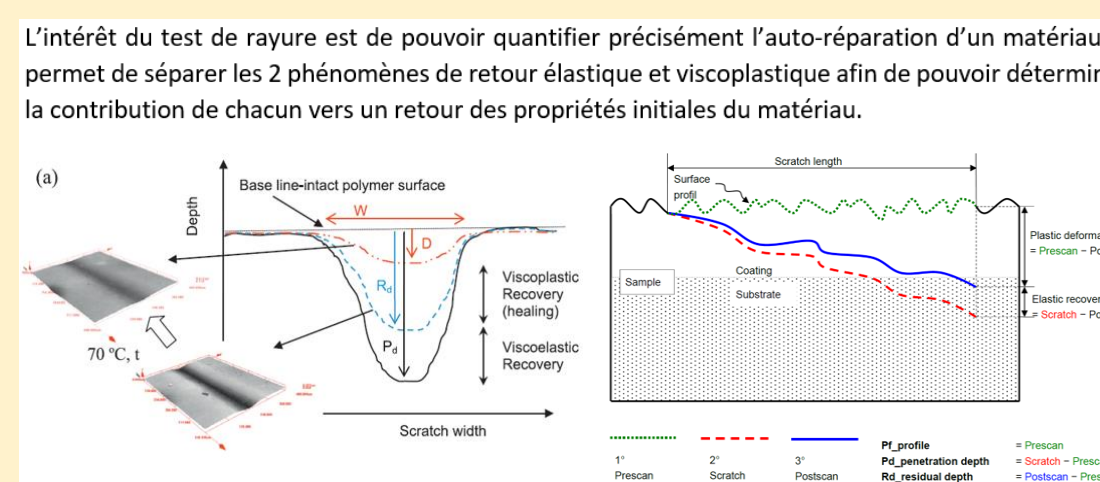 L’intérêt du test de rayure est de pouvoir quantifier précisément l’auto-réparation d’un matériau
permet de séparer les 2 phénomènes de retour élastique et viscoplastique afin de pouvoir détermir
la contribution de chacun vers un retour des propriétés initiales du matériau.
(a)
Depth
Base line-intact polymer surface
W
D
Rd
Pd
Viscoplastic
Recovery
(healing)
Viscoelastic
Recovery
70 °C, t
Scratch width
Scratch length
Surface
profil
Plastic deforma
= Prescan – Po
Sample
Coating
Substrate
Elastic recover
= Scratch – Po
1°
Prescan
2°
Scratch
3°
Postscan
Pf_profile = Prescan
Pd_penetration depth = Scratch – Presc
Rd_residual depth = Postscan – Pres